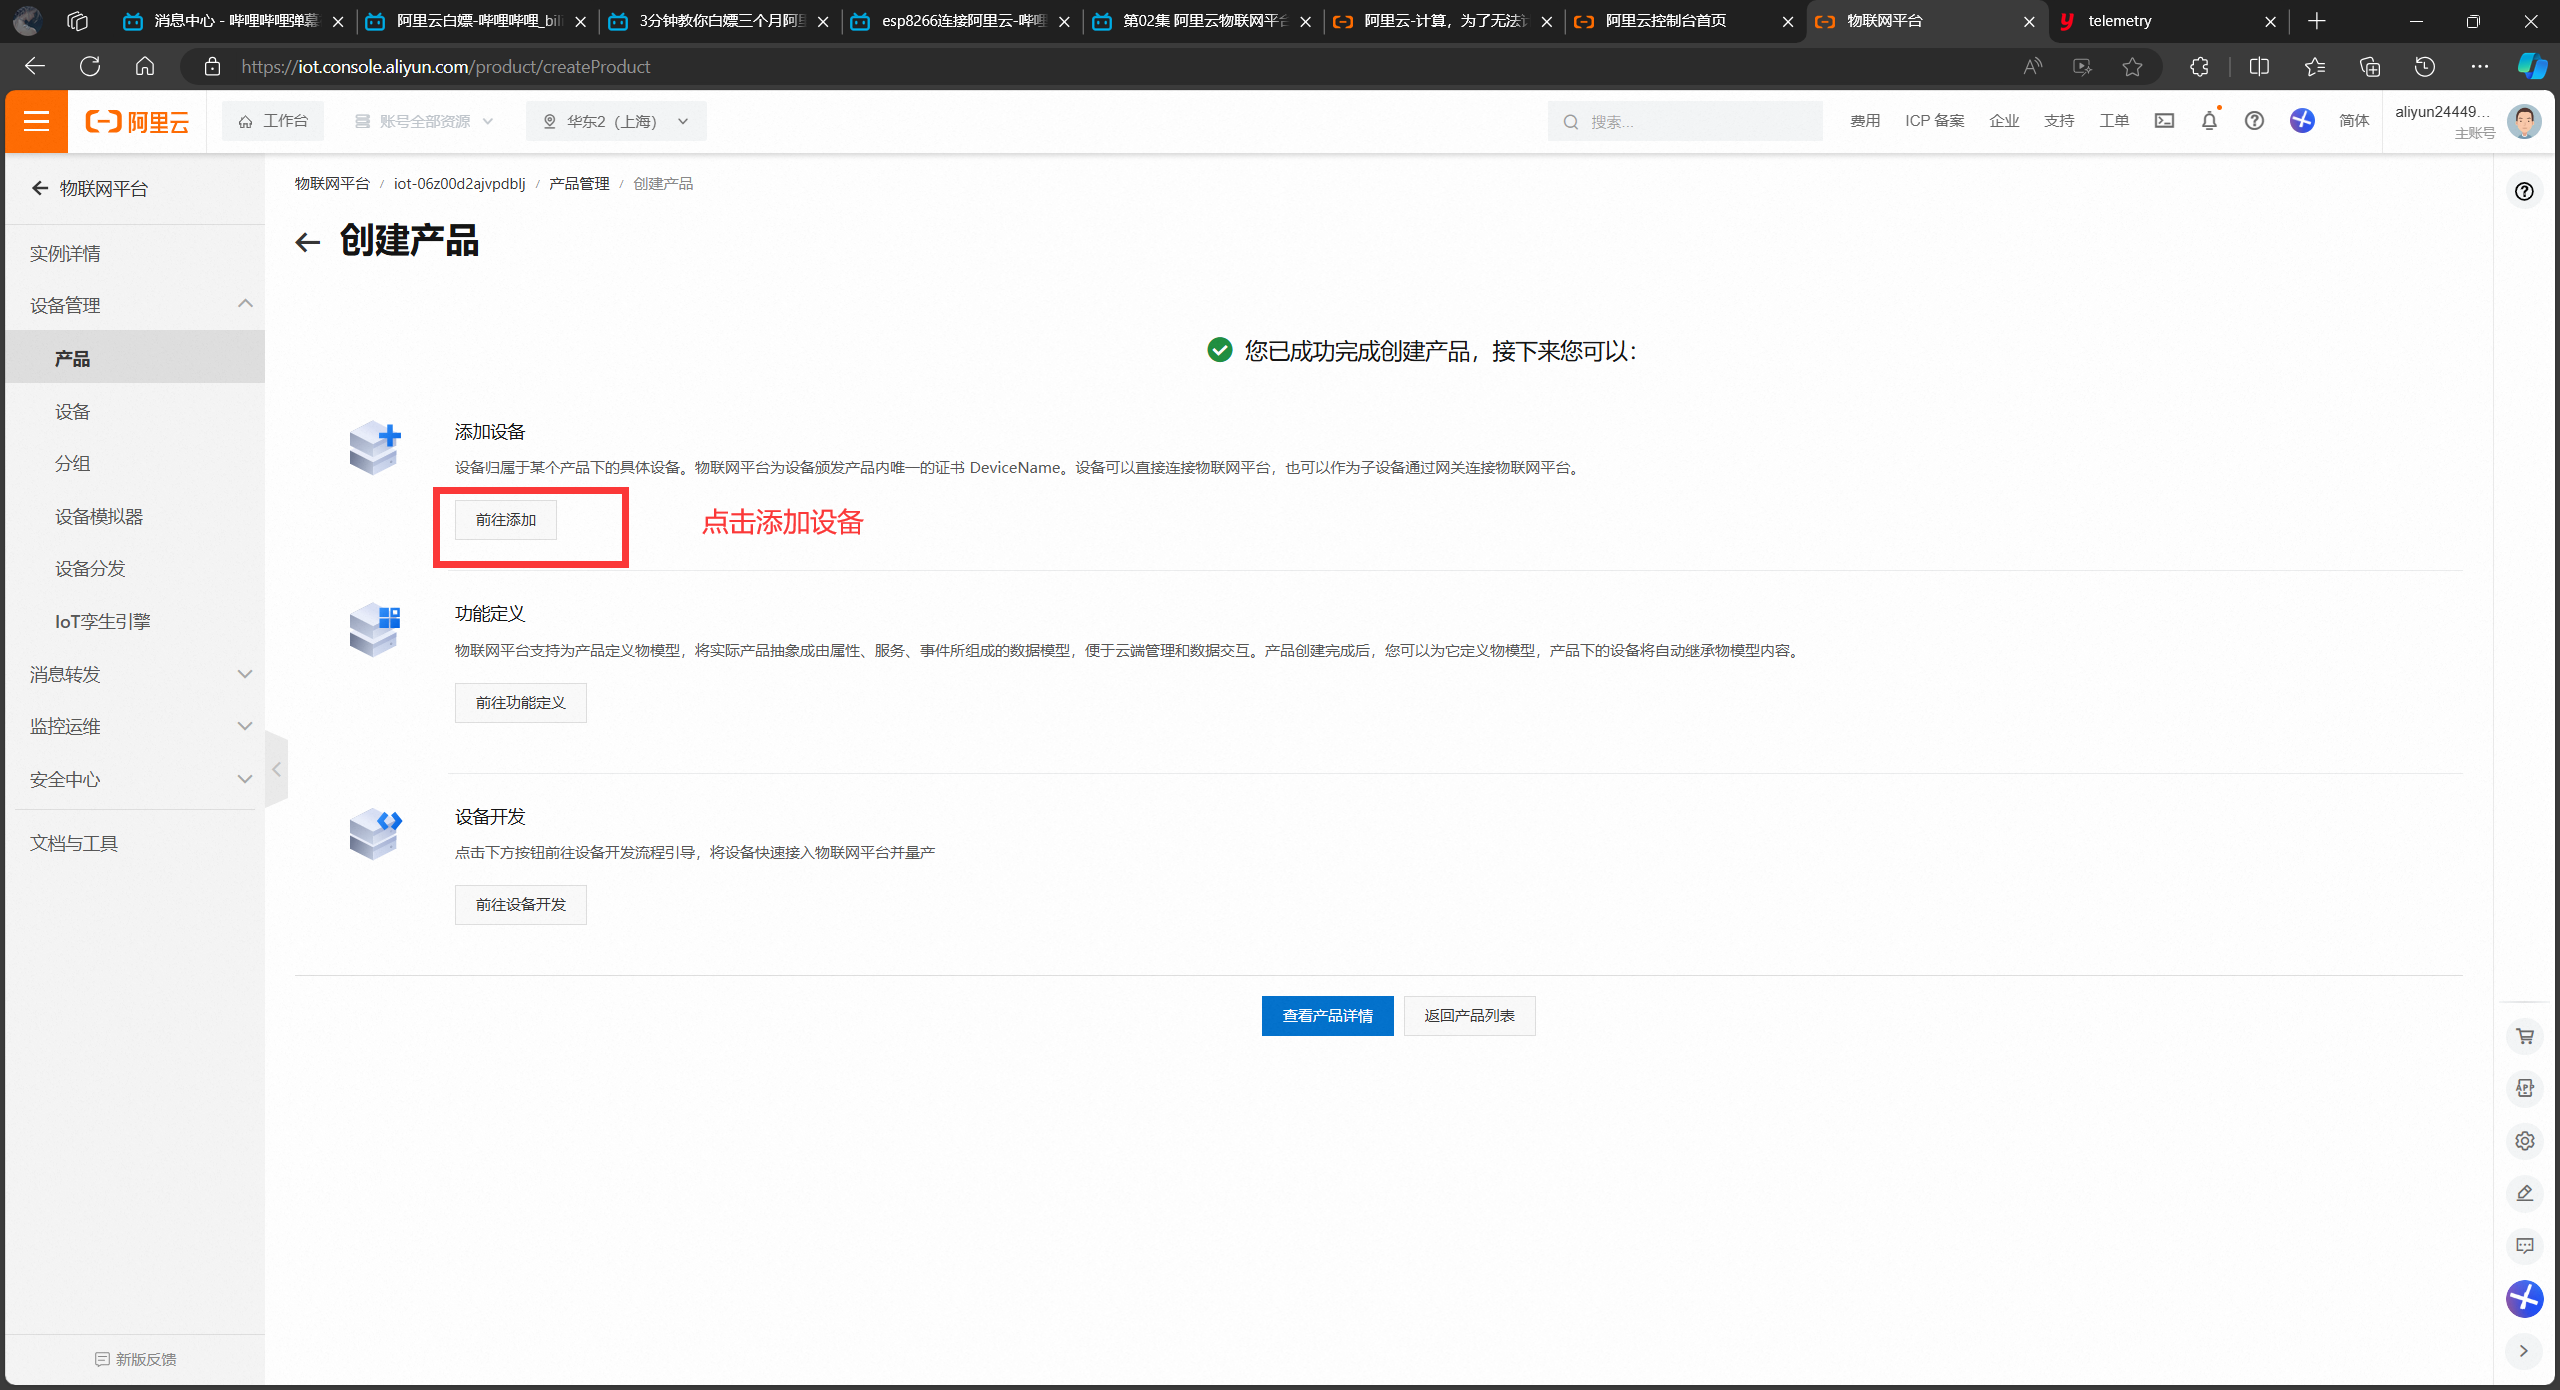 消息中心 - 哔哩哔哩弹幕
阿里云白嫖-哔哩哔哩_bili
3分钟教你白嫖三个月阿里
esp8266连接阿里云-哔哩
第02集 阿里云物联网平台
阿里云-计算，为了无法计
阿里云控制台首页
物联网平台
telemetry
https://iot.console.aliyun.com/product/createProduct
阿里云
工作台
账号全部资源
华东2（上海）
搜索...
费用
ICP 备案
企业
支持
工单
简体
aliyun24449...
主账号
物联网平台
实例详情
设备管理
产品
设备
分组
设备模拟器
设备分发
IoT孪生引擎
消息转发
监控运维
安全中心
文档与工具
新版反馈
物联网平台 / iot-06z00d2ajvpdblj / 产品管理 / 创建产品
创建产品
您已成功完成创建产品，接下来您可以：
添加设备
设备归属于某个产品下的具体设备。物联网平台为设备颁发产品内唯一的证书 DeviceName。设备可以直接连接物联网平台，也可以作为子设备通过网关连接物联网平台。
前往添加
点击添加设备
功能定义
物联网平台支持为产品定义物模型，将实际产品抽象成由属性、服务、事件所组成的数据模型，便于云端管理和数据交互。产品创建完成后，您可以为它定义物模型，产品下的设备将自动继承物模型内容。
前往功能定义
设备开发
点击下方按钮前往设备开发流程引导，将设备快速接入物联网平台并量产
前往设备开发
查看产品详情
返回产品列表
APP